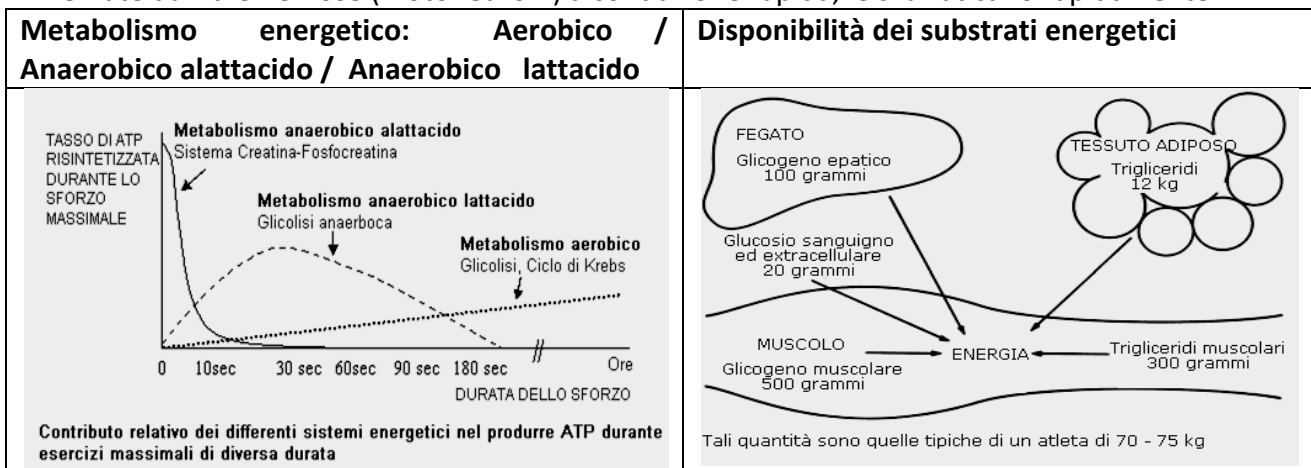 Metabolismo energetico: Aerobico /
Anaerobico alattacido / Anaerobico lattacido
Disponibilità dei substrati energetici
TASSO DI ATP
RISINTETIZZATA
DURANTE LO
SFORZO
MASSIMALE
Metabolismo anaerobico alattacido
Sistema Creatina-Fosfocreatina
Metabolismo anaerobico lattacido
Glicolisi anaerboca
Metabolismo aerobico
Glicolisi, Ciclo di Krebs
0 10sec 30 sec 60sec 90 sec 180 sec // Ore
DURATA DELLO SFORZO
Contributo relativo dei differenti sistemi energetici nel produrre ATP durante
esercizi massimali di diversa durata
FEGATO
Glicogeno epatico
100 grammi
TESSUTO ADIPOSO
Trigliceridi
12 kg
Glucosio sanguigno
ed extracellulare
20 grammi
MUSCOLO
Glicogeno muscolare
500 grammi
ENERGIA
Trigliceridi muscolari
300 grammi
Tali quantità sono quelle tipiche di un atleta di 70 - 75 kg